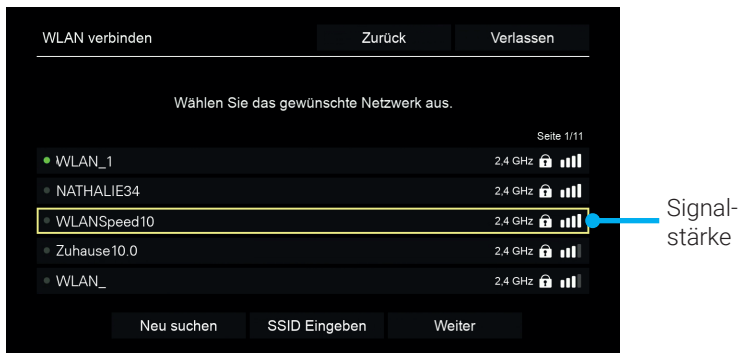 WLAN verbinden Zurück Verlassen
Wählen Sie das gewünschte Netzwerk aus.
Seite 1/11
WLAN_1 2,4 GHz
NATHALIE34 2,4 GHz
WLANSpeed10 2,4 GHz
Zuhause10.0 2,4 GHz
WLAN_ 2,4 GHz
Signal-
stärke
Neu suchen SSID Eingeben Weiter